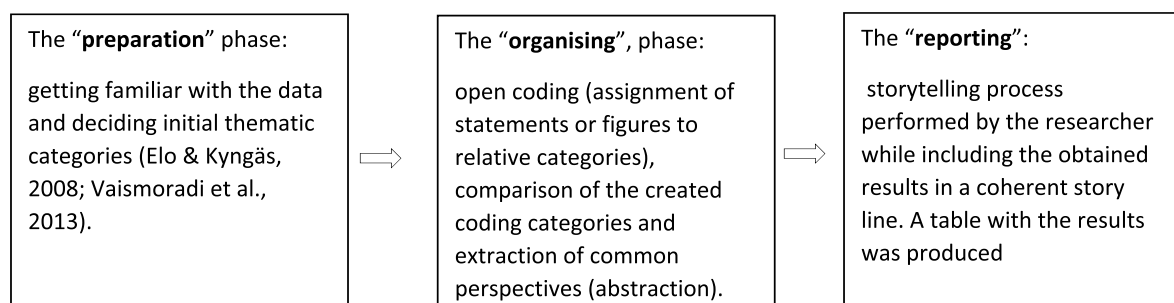 The “preparation” phase:
getting familiar with the data
and deciding initial thematic
categories (Elo & Kyngäs,
2008; Vaismoradi et al.,
2013).
The “organising”, phase:
open coding (assignment of
statements or figures to
relative categories),
comparison of the created
coding categories and
extraction of common
perspectives (abstraction).
The “reporting”:
storytelling process
performed by the researcher
while including the obtained
results in a coherent story
line. A table with the results
was produced